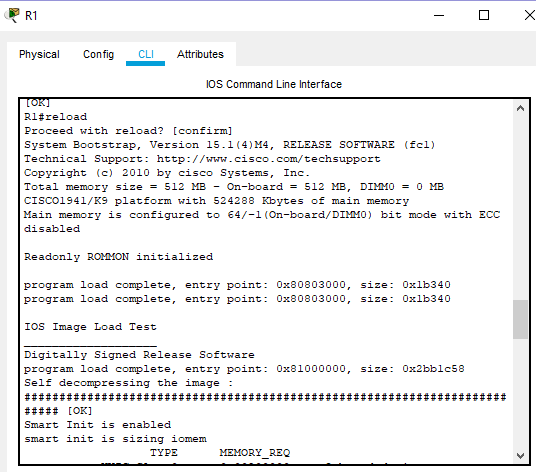 R1
Physical Config CLI Attributes
IOS Command Line Interface
[OK]
R1#reload
Proceed with reload? [confirm]
System Bootstrap, Version 15.1(4)M4, RELEASE SOFTWARE (fc1)
Technical Support: http://www.cisco.com/techsupport
Copyright (c) 2010 by cisco Systems, Inc.
Total memory size = 512 MB - On-board = 512 MB, DIMM0 = 0 MB
CISCO1941/K9 platform with 524288 Kbytes of main memory
Main memory is configured to 64/-1(On-board/DIMM0) bit mode with ECC
disabled
Readonly ROMMON initialized
program load complete, entry point: 0x80803000, size: 0x1b340
program load complete, entry point: 0x80803000, size: 0x1b340
IOS Image Load Test
___________________
Digitally Signed Release Software
program load complete, entry point: 0x81000000, size: 0x2bb1c58
Self decompressing the image :
#####################################################################
##### [OK]
Smart Init is enabled
smart init is sizing iomem
TYPE MEMORY_REQ